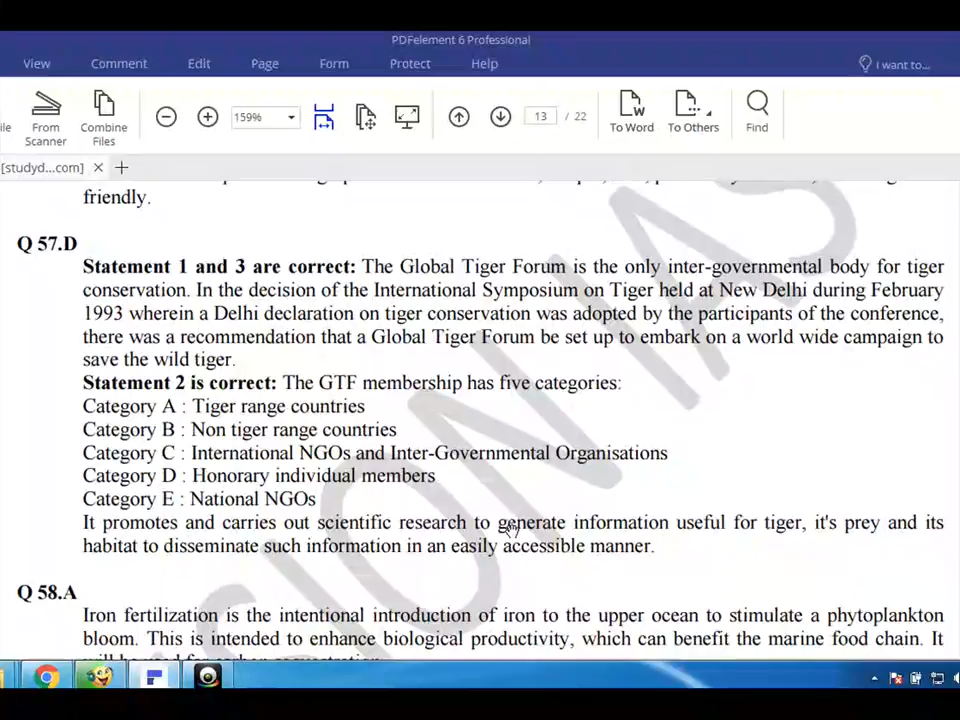 PDFelement 6 Professional
View Comment Edit Page Form Protect Help I want to...
159% 13 / 22
From Scanner Combine Files To Word To Others Find
[studyd...com]
friendly.
Q 57.D
Statement 1 and 3 are correct: The Global Tiger Forum is the only inter-governmental body for tiger
conservation. In the decision of the International Symposium on Tiger held at New Delhi during February
1993 wherein a Delhi declaration on tiger conservation was adopted by the participants of the conference,
there was a recommendation that a Global Tiger Forum be set up to embark on a world wide campaign to
save the wild tiger.
Statement 2 is correct: The GTF membership has five categories:
Category A : Tiger range countries
Category B : Non tiger range countries
Category C : International NGOs and Inter-Governmental Organisations
Category D : Honorary individual members
Category E : National NGOs
It promotes and carries out scientific research to generate information useful for tiger, it's prey and its
habitat to disseminate such information in an easily accessible manner.
Q 58.A
Iron fertilization is the intentional introduction of iron to the upper ocean to stimulate a phytoplankton
bloom. This is intended to enhance biological productivity, which can benefit the marine food chain. It
VISION IAS